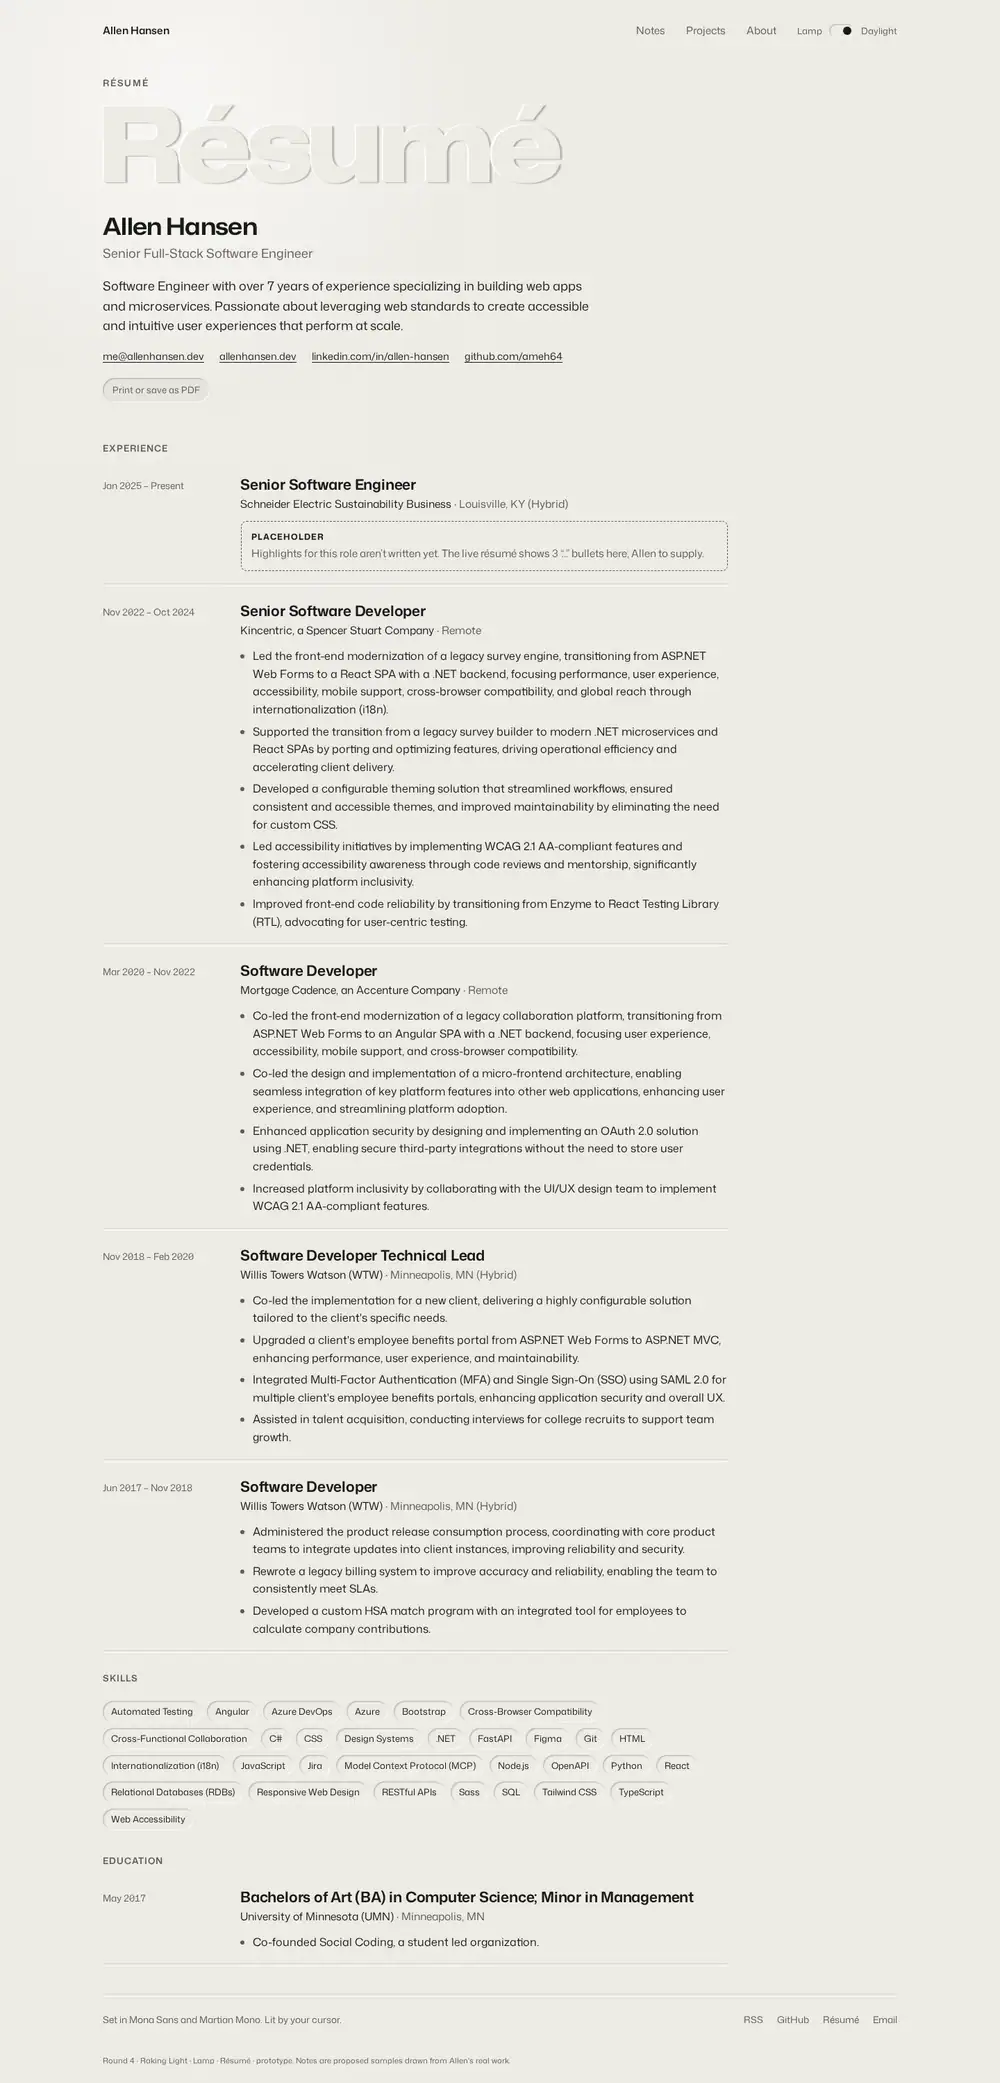 Allen Hansen
Notes Projects About Lamp Daylight
RÉSUMÉ
Résumé
Allen Hansen
Senior Full-Stack Software Engineer
Software Engineer with over 7 years of experience specializing in building web apps
and microservices. Passionate about leveraging web standards to create accessible
and intuitive user experiences that perform at scale.
me@allenhansen.dev allenhansen.dev linkedin.com/in/allen-hansen github.com/ameh64
Print or save as PDF
EXPERIENCE
Jan 2025 – Present
Senior Software Engineer
Schneider Electric Sustainability Business · Louisville, KY (Hybrid)
PLACEHOLDER
Highlights for this role aren't written yet. The live résumé shows 3 “...” bullets here, Allen to supply.
Nov 2022 – Oct 2024
Senior Software Developer
Kincentric, a Spencer Stuart Company · Remote
• Led the front-end modernization of a legacy survey engine, transitioning from ASP.NET
Web Forms to a React SPA with a .NET backend, focusing performance, user experience,
accessibility, mobile support, cross-browser compatibility, and global reach through
internationalization (i18n).
• Supported the transition from a legacy survey builder to modern .NET microservices and
React SPAs by porting and optimizing features, driving operational efficiency and
accelerating client delivery.
• Developed a configurable theming solution that streamlined workflows, ensured
consistent and accessible themes, and improved maintainability by eliminating the need
for custom CSS.
• Led accessibility initiatives by implementing WCAG 2.1 AA-compliant features and
fostering accessibility awareness through code reviews and mentorship, significantly
enhancing platform inclusivity.
• Improved front-end code reliability by transitioning from Enzyme to React Testing Library
(RTL), advocating for user-centric testing.
Mar 2020 – Nov 2022
Software Developer
Mortgage Cadence, an Accenture Company · Remote
• Co-led the front-end modernization of a legacy collaboration platform, transitioning from
ASP.NET Web Forms to an Angular SPA with a .NET backend, focusing user experience,
accessibility, mobile support, and cross-browser compatibility.
• Co-led the design and implementation of a micro-frontend architecture, enabling
seamless integration of key platform features into other web applications, enhancing user
experience, and streamlining platform adoption.
• Enhanced application security by designing and implementing an OAuth 2.0 solution
using .NET, enabling secure third-party integrations without the need to store user
credentials.
• Increased platform inclusivity by collaborating with the UI/UX design team to implement
WCAG 2.1 AA-compliant features.
Nov 2018 – Feb 2020
Software Developer Technical Lead
Willis Towers Watson (WTW) · Minneapolis, MN (Hybrid)
• Co-led the implementation for a new client, delivering a highly configurable solution
tailored to the client's specific needs.
• Upgraded a client's employee benefits portal from ASP.NET Web Forms to ASP.NET MVC,
enhancing performance, user experience, and maintainability.
• Integrated Multi-Factor Authentication (MFA) and Single Sign-On (SSO) using SAML 2.0 for
multiple client's employee benefits portals, enhancing application security and overall UX.
• Assisted in talent acquisition, conducting interviews for college recruits to support team
growth.
Jun 2017 – Nov 2018
Software Developer
Willis Towers Watson (WTW) · Minneapolis, MN (Hybrid)
• Administered the product release consumption process, coordinating with core product
teams to integrate updates into client instances, improving reliability and security.
• Rewrote a legacy billing system to improve accuracy and reliability, enabling the team to
consistently meet SLAs.
• Developed a custom HSA match program with an integrated tool for employees to
calculate company contributions.
SKILLS
Automated Testing Angular Azure DevOps Azure Bootstrap Cross-Browser Compatibility
Cross-Functional Collaboration C# CSS Design Systems .NET FastAPI Figma Git HTML
Internationalization (i18n) JavaScript Jira Model Context Protocol (MCP) Node.js OpenAPI Python React
Relational Databases (RDBs) Responsive Web Design RESTful APIs Sass SQL Tailwind CSS TypeScript
Web Accessibility
EDUCATION
May 2017
Bachelors of Art (BA) in Computer Science; Minor in Management
University of Minnesota (UMN) · Minneapolis, MN
• Co-founded Social Coding, a student led organization.
Set in Mona Sans and Martian Mono. Lit by your cursor.
RSS GitHub Résumé Email
Round 4 · Raking Light · Lamp · Résumé · prototype. Notes are proposed samples drawn from Allen's real work.